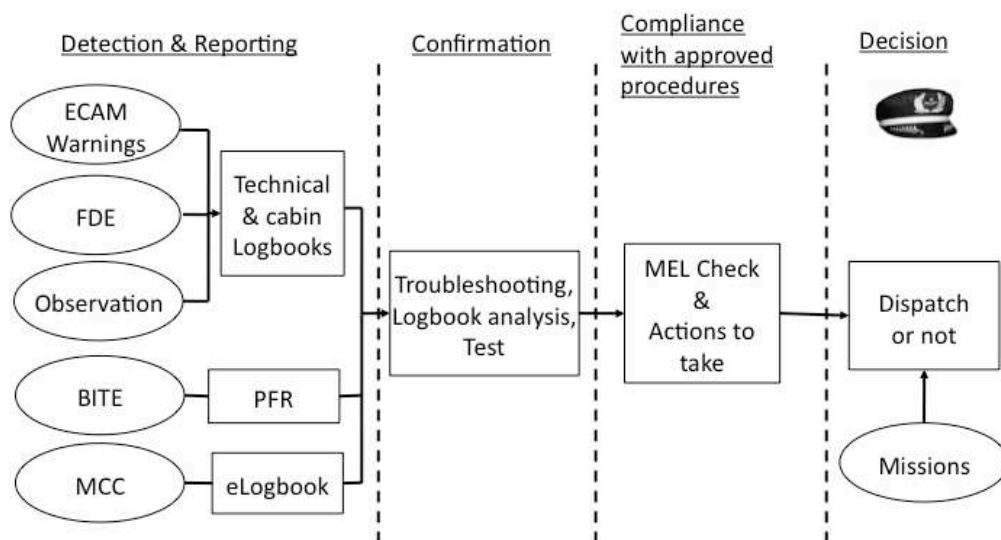 Detection & Reporting
Confirmation
Compliance
with approved
procedures
Decision
ECAM
Warnings
FDE
Observation
Technical
& cabin
Logbooks
BITE
PFR
MCC
eLogbook
Troubleshooting,
Logbook analysis,
Test
MEL Check
&
Actions to
take
Dispatch
or not
Missions